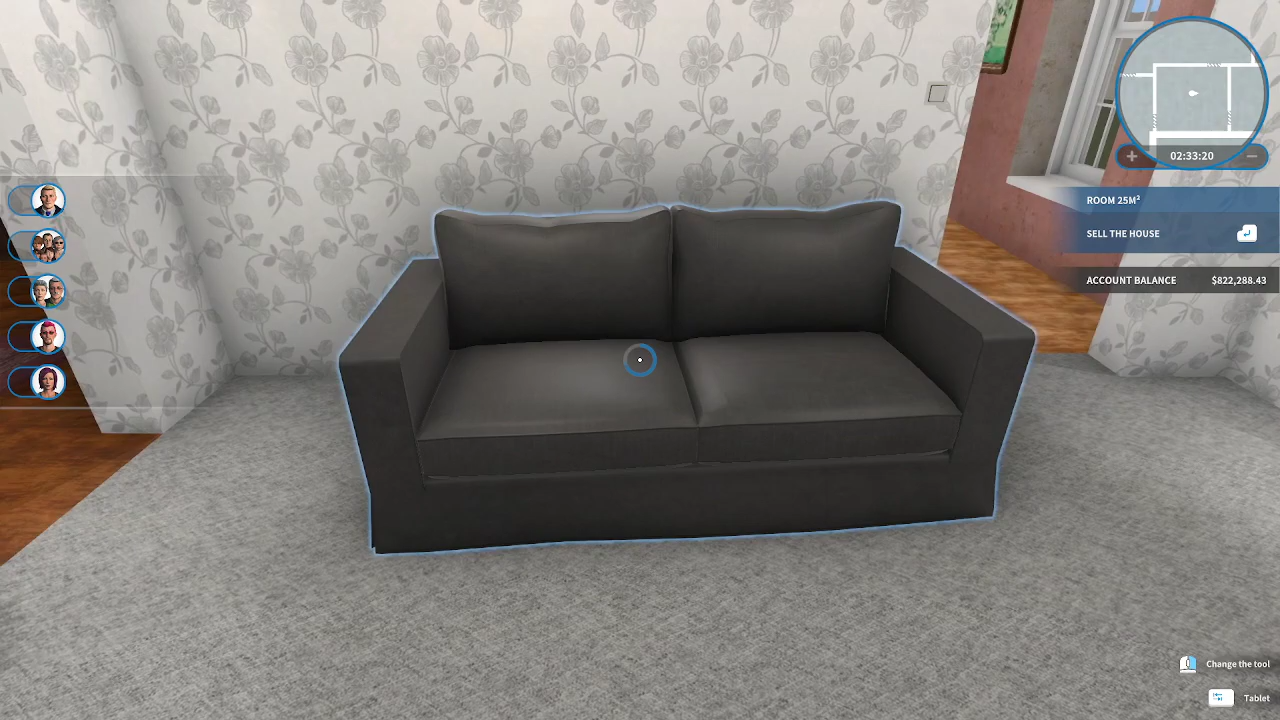 02:33:20
ROOM 25M²
SELL THE HOUSE
ACCOUNT BALANCE $822,288.43
Change the tool
Tablet